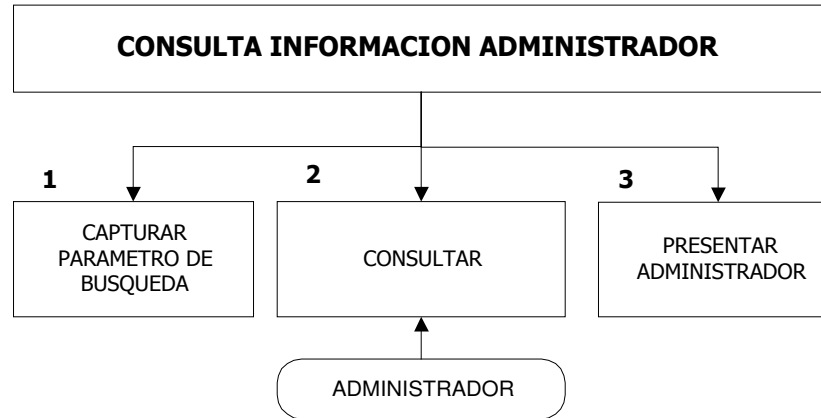 CONSULTA INFORMACION ADMINISTRADOR
1
2
3
CAPTURAR
PARAMETRO DE
BUSQUEDA
CONSULTAR
PRESENTAR
ADMINISTRADOR
ADMINISTRADOR